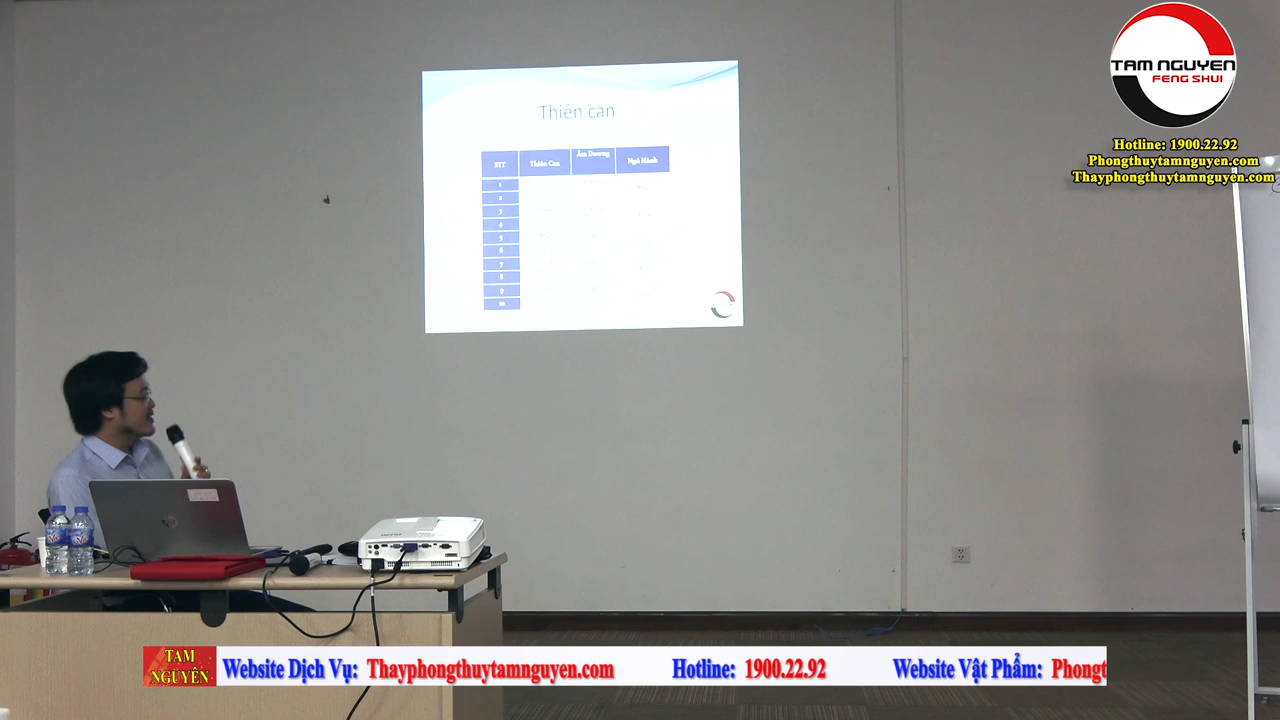 TAM NGUYEN
FENG SHUI
Hotline: 1900.22.92
Phongthuytamnguyen.com
Thayphongthuytamnguyen.com
Thiên can
STT Thiên Can Âm Dương Ngũ Hành
1
2
3
4
5
6
7
8
9
10
TAM
NGUYÊN
Website Dịch Vụ: Thayphongthuytamnguyen.com Hotline: 1900.22.92 Website Vật Phẩm: Phongt